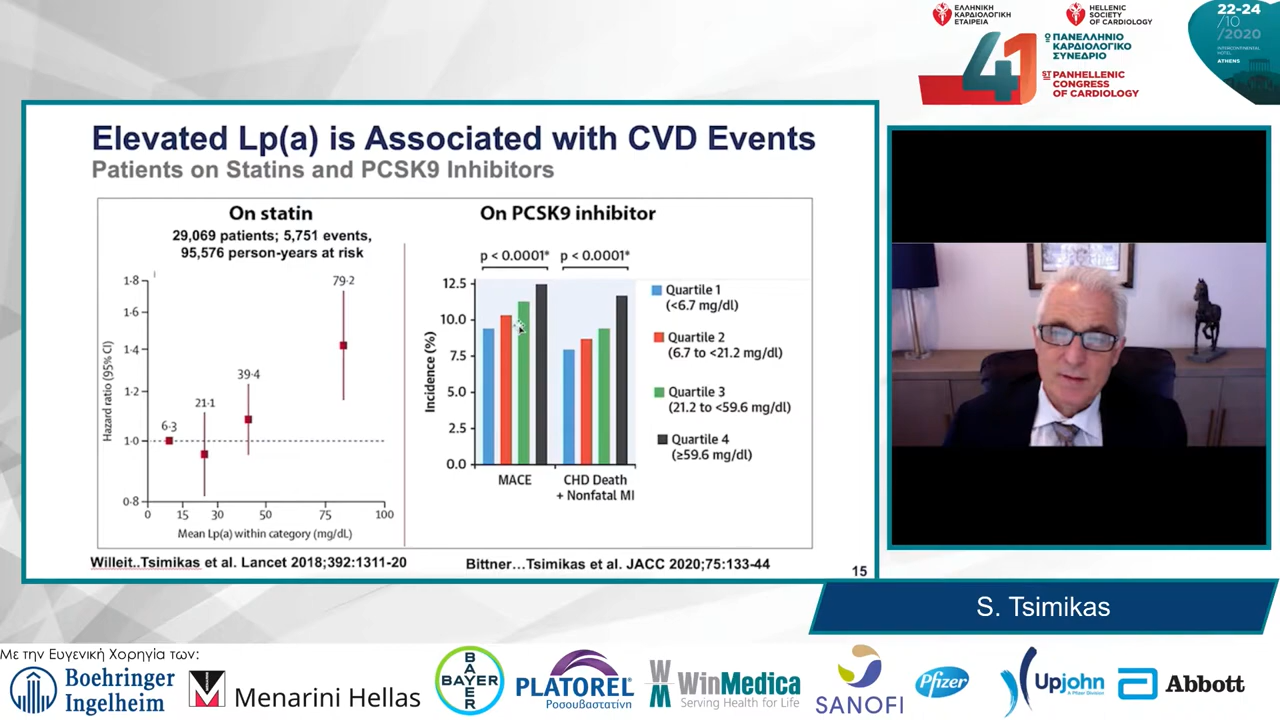 ΕΛΛΗΝΙΚΗ
ΚΑΡΔΙΟΛΟΓΙΚΗ
ΕΤΑΙΡΕΙΑ
HELLENIC
SOCIETY
OF CARDIOLOGY
41
Ο
ΠΑΝΕΛΛΗΝΙΟ
ΚΑΡΔΙΟΛΟΓΙΚΟ
ΣΥΝΕΔΡΙΟ
ST
PANHELLENIC
CONGRESS
OF CARDIOLOGY
22-24
/10
/2020
INTERCONTINENTAL
HOTEL
ATHENS
Elevated Lp(a) is Associated with CVD Events
Patients on Statins and PCSK9 Inhibitors
On statin
29,069 patients; 5,751 events,
95,576 person-years at risk
Hazard ratio (95% CI)
1·8
1·6
1·4
1·2
1·0
0·8
6·3
21·1
39·4
79·2
0 15 30 50 75 100
Mean Lp(a) within category (mg/dL)
On PCSK9 inhibitor
p < 0.0001* p < 0.0001*
Incidence (%)
12.5
10.0
7.5
5.0
2.5
0.0
MACE
CHD Death
+ Nonfatal MI
Quartile 1
(<6.7 mg/dl)
Quartile 2
(6.7 to <21.2 mg/dl)
Quartile 3
(21.2 to <59.6 mg/dl)
Quartile 4
(≥59.6 mg/dl)
Willeit..Tsimikas et al. Lancet 2018;392:1311-20
Bittner…Tsimikas et al. JACC 2020;75:133-44
15
S. Tsimikas
Με την Ευγενική Χορηγία των:
Boehringer
Ingelheim
Menarini Hellas
BAYER
BAYER
PLATOREL
Ροσουβαστατίνη
WinMedica
Serving Health for Life
SANOFI
Pfizer
Upjohn
A Pfizer Division
Abbott